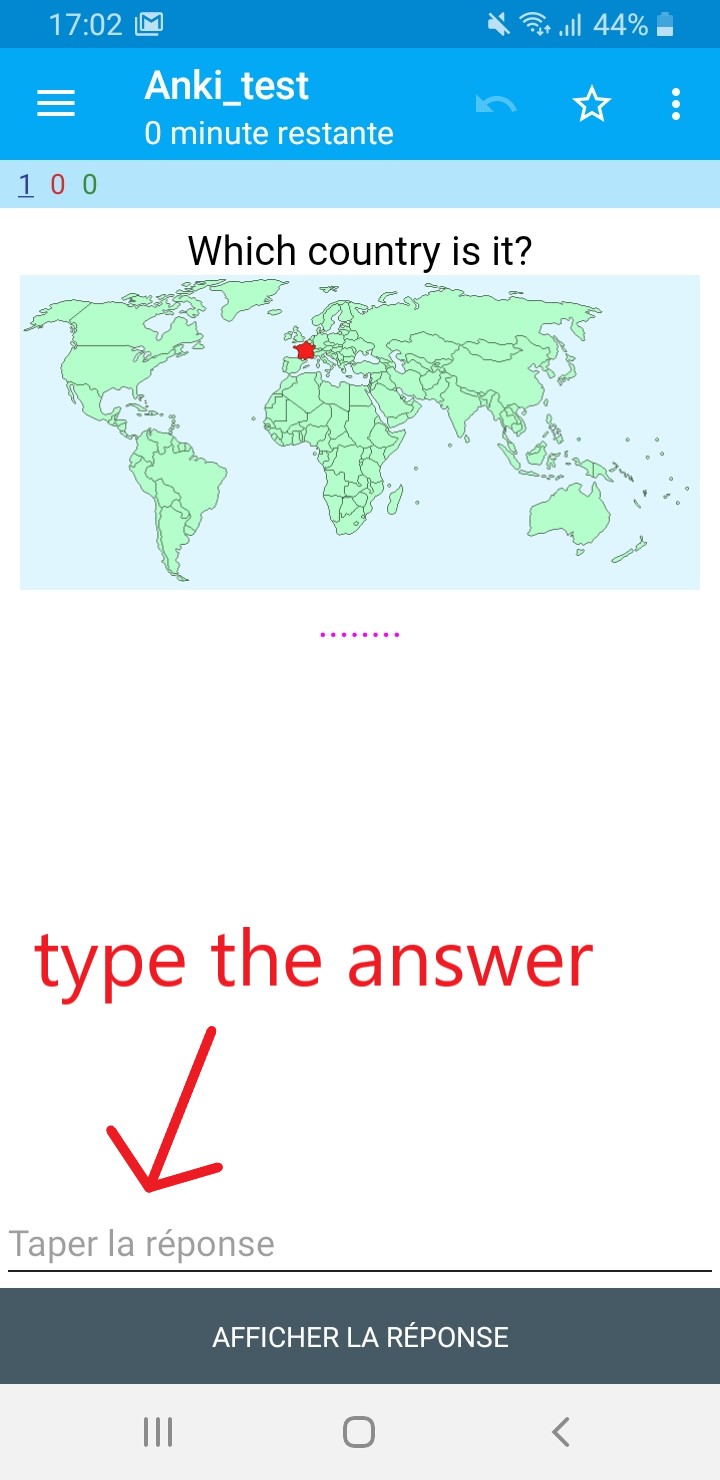 17:02
44%
Anki_test
0 minute restante
1 0 0
Which country is it?
........
type the answer
Taper la réponse
AFFICHER LA RÉPONSE